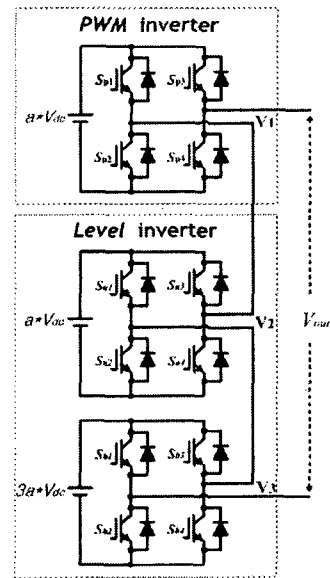 PWM inverter
Sp1 Sp3
a*Vdc
V1
Sp2 Sp4
Level inverter
Sa1 Sa3
a*Vdc
V2
Vout
Sa2 Sa4
Sb1 Sb3
3a*Vdc
V3
Sb2 Sb4